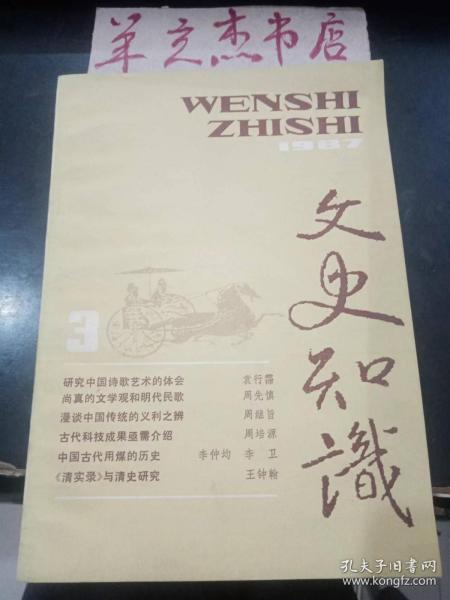 羊立杰书店
WENSHI
ZHISHI
1987
文史知識
3
研究中国诗歌艺术的体会 袁行霈
尚真的文学观和明代民歌 周先慎
漫谈中国传统的义利之辨 周继旨
古代科技成果亟需介绍 周培源
中国古代用煤的历史 李仲均 李卫
《清实录》与清史研究 王钟翰
孔夫子旧书网
www.kongfz.com